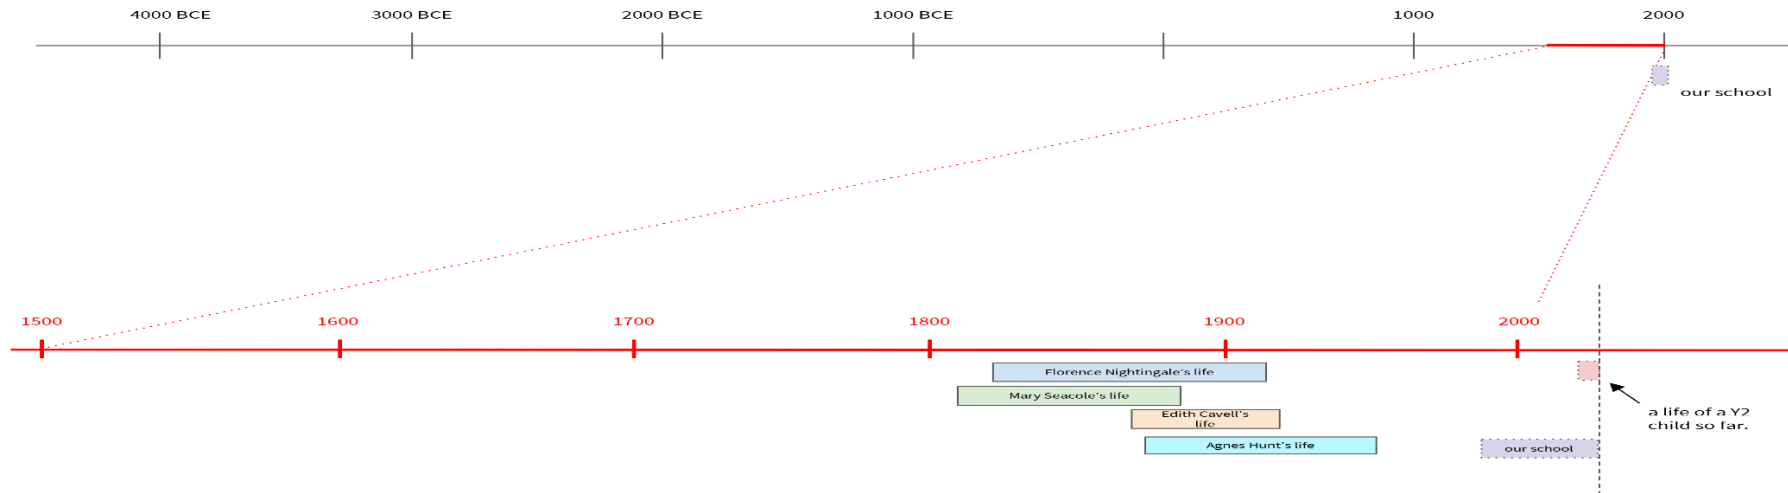 4000 BCE
3000 BCE
2000 BCE
1000 BCE
1000
2000
our school
1500
1600
1700
1800
1900
2000
Florence Nightingale's life
Mary Seacole's life
Edith Cavell's
life
Agnes Hunt's life
our school
a life of a Y2
child so far.